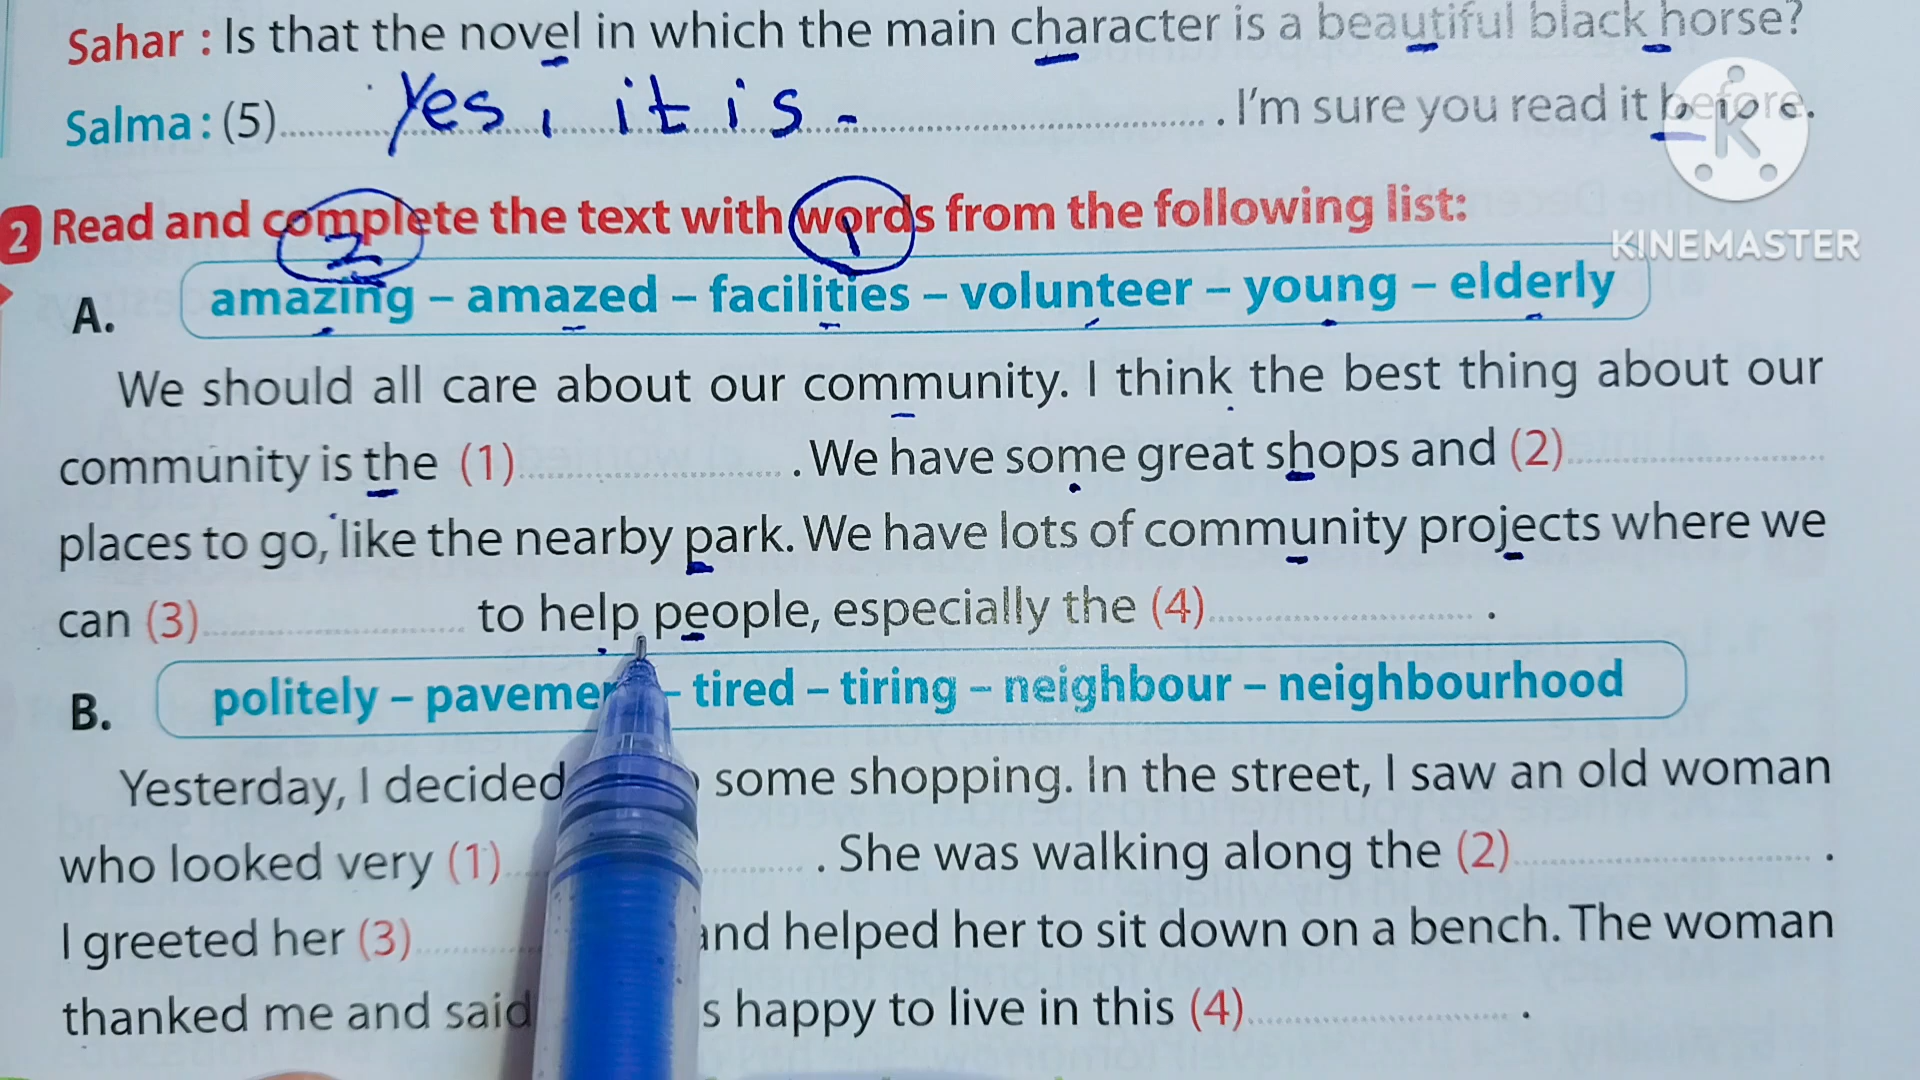 Sahar : Is that the novel in which the main character is a beautiful black horse?
Salma : (5) Yes, it is. . I'm sure you read it before.
KINEMASTER
2 Read and complete the text with words from the following list:
2 1
A. amazing – amazed – facilities – volunteer – young – elderly
We should all care about our community. I think the best thing about our
community is the (1) . We have some great shops and (2)
places to go, like the nearby park. We have lots of community projects where we
can (3) to help people, especially the (4) .
B. politely – – tired – tiring – neighbour – neighbourhood
Yesterday, I decided some shopping. In the street, I saw an old woman
who looked very (1) . She was walking along the (2) .
I greeted her (3) and helped her to sit down on a bench. The woman
thanked me and said happy to live in this (4) .